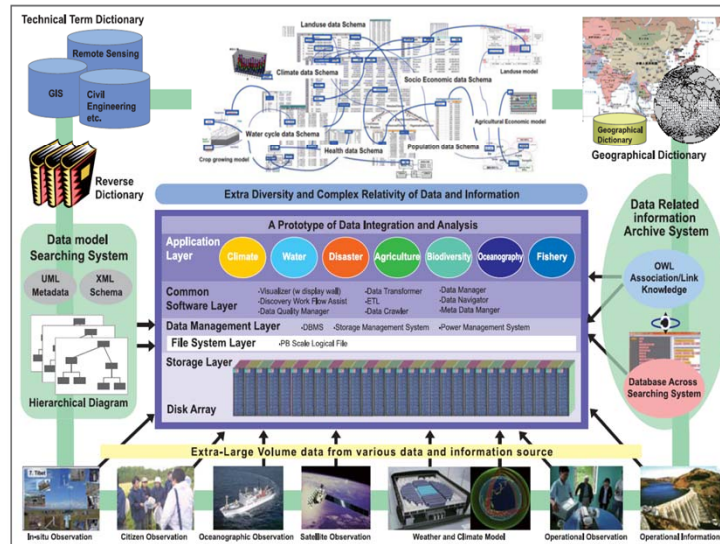 Technical Term Dictionary
Remote Sensing
GIS
Civil
Engineering
etc.
Reverse
Dictionary
Landuse data Schema
Climate data Schema
Socio Economic data Schema
Landuse model
Water cycle data Schema
Agricultural Economic model
Crop growing model
Health data Schema
Population data Schema
Geographical
Dictionary
Geographical Dictionary
Extra Diversity and Complex Relativity of Data and Information
Data model
Searching System
UML
Metadata
XML
Schema
Hierarchical Diagram
A Prototype of Data Integration and Analysis
Application
Layer
Climate
Water
Disaster
Agriculture
Biodiversity
Oceanography
Fishery
Common
Software Layer
•Visualizer (w display wall)
•Discovery Work Flow Assist
•Data Quality Manager
•Data Transformer
•ETL
•Data Crawler
•Data Manager
•Data Navigator
•Meta Data Manger
Data Management Layer
•DBMS •Storage Management System •Power Management System
File System Layer
•PB Scale Logical File
Storage Layer
Disk Array
Data Related
information
Archive System
OWL
Association/Link
Knowledge
Database Across
Searching System
Extra-Large Volume data from various data and information source
7. Tibet
In-situ Observation
Citizen Observation
Oceanographic Observation
Satellite Observation
Weather and Climate Model
Operational Observation
Operational Information